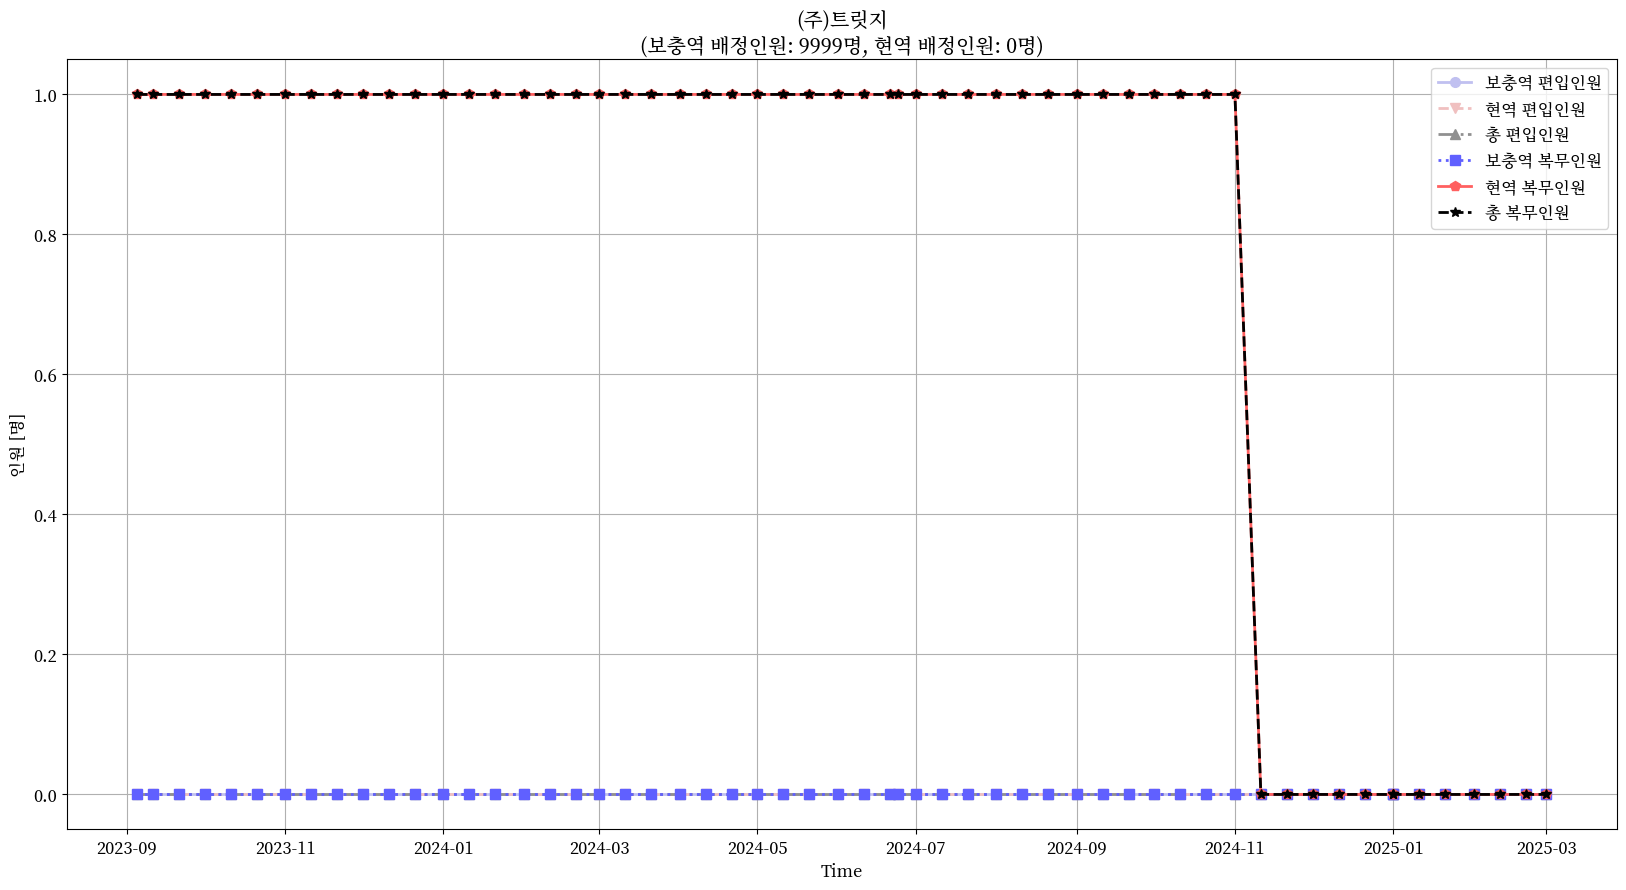 (주)트릿지
(보충역 배정인원: 9999명, 현역 배정인원: 0명)
보충역 편입인원
현역 편입인원
총 편입인원
보충역 복무인원
현역 복무인원
총 복무인원
1.0
0.8
0.6
0.4
0.2
0.0
인원 [명]
2023-09
2023-11
2024-01
2024-03
2024-05
2024-07
2024-09
2024-11
2025-01
2025-03
Time